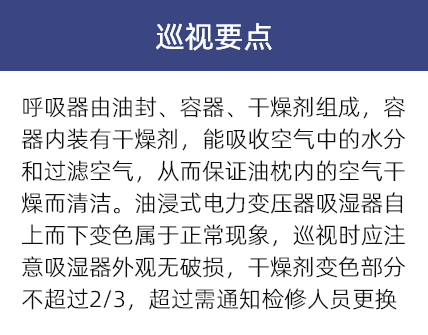 巡视要点
呼吸器由油封、容器、干燥剂组成，容
器内装有干燥剂，能吸收空气中的水分
和过滤空气，从而保证油枕内的空气干
燥而清洁。油浸式电力变压器吸湿器自
上而下变色属于正常现象，巡视时应注
意吸湿器外观无破损，干燥剂变色部分
不超过2/3，超过需通知检修人员更换